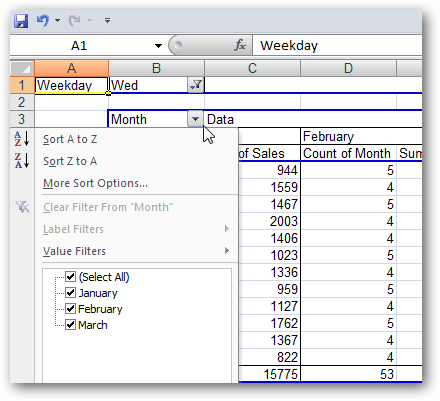 A1 fx Weekday
A B C D
1 Weekday Wed
2
3 Month Data
Sort A to Z February
Sort Z to A of Sales Count of Month Sum
More Sort Options... 944 5
1559 4
Clear Filter From "Month" 1467 5
Label Filters 2003 4
Value Filters 1406 4
1023 5
(Select All) 1336 4
January 959 5
February 1127 4
March 1762 5
1367 4
822 4
15775 53